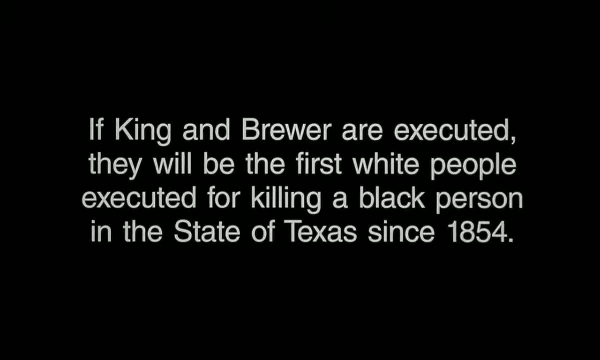 If King and Brewer are executed,
they will be the first white people
executed for killing a black person
in the State of Texas since 1854.